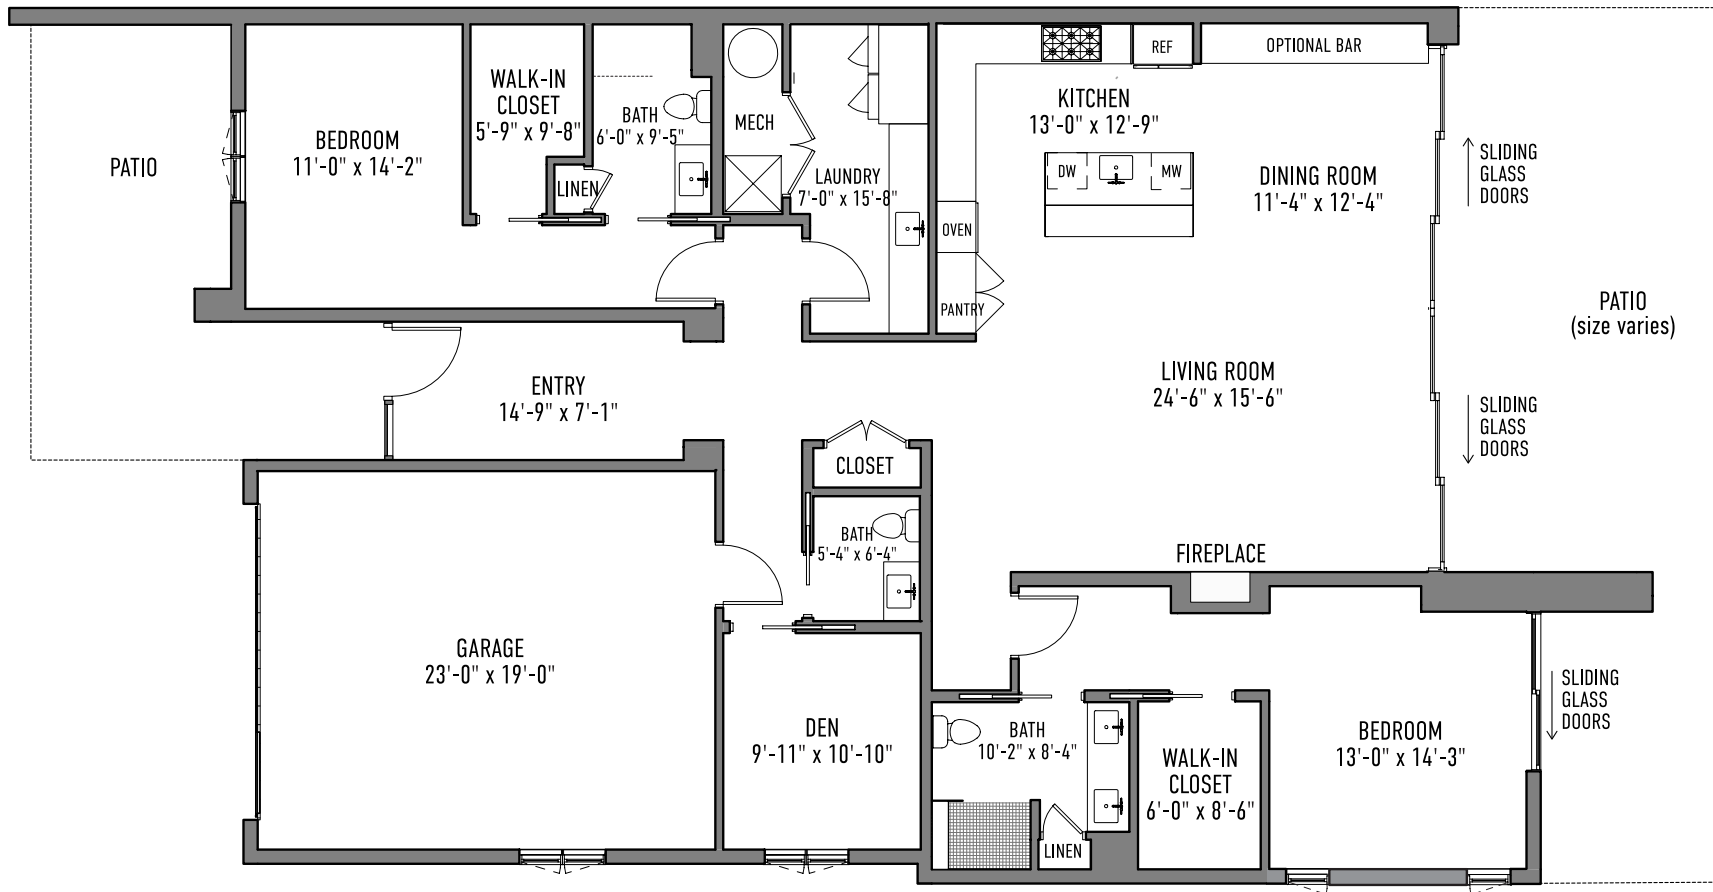 PATIO
BEDROOM
11'-0" x 14'-2"
WALK-IN
CLOSET
5'-9" x 9'-8"
LINEN
BATH
6'-0" x 9'-5"
MECH
LAUNDRY
7'-0" x 15'-8"
OVEN
PANTRY
KITCHEN
13'-0" x 12'-9"
REF
OPTIONAL BAR
DW
MW
DINING ROOM
11'-4" x 12'-4"
SLIDING
GLASS
DOORS
PATIO
(size varies)
ENTRY
14'-9" x 7'-1"
LIVING ROOM
24'-6" x 15'-6"
SLIDING
GLASS
DOORS
CLOSET
BATH
5'-4" x 6'-4"
FIREPLACE
GARAGE
23'-0" x 19'-0"
DEN
9'-11" x 10'-10"
BATH
10'-2" x 8'-4"
LINEN
WALK-IN
CLOSET
6'-0" x 8'-6"
BEDROOM
13'-0" x 14'-3"
SLIDING
GLASS
DOORS